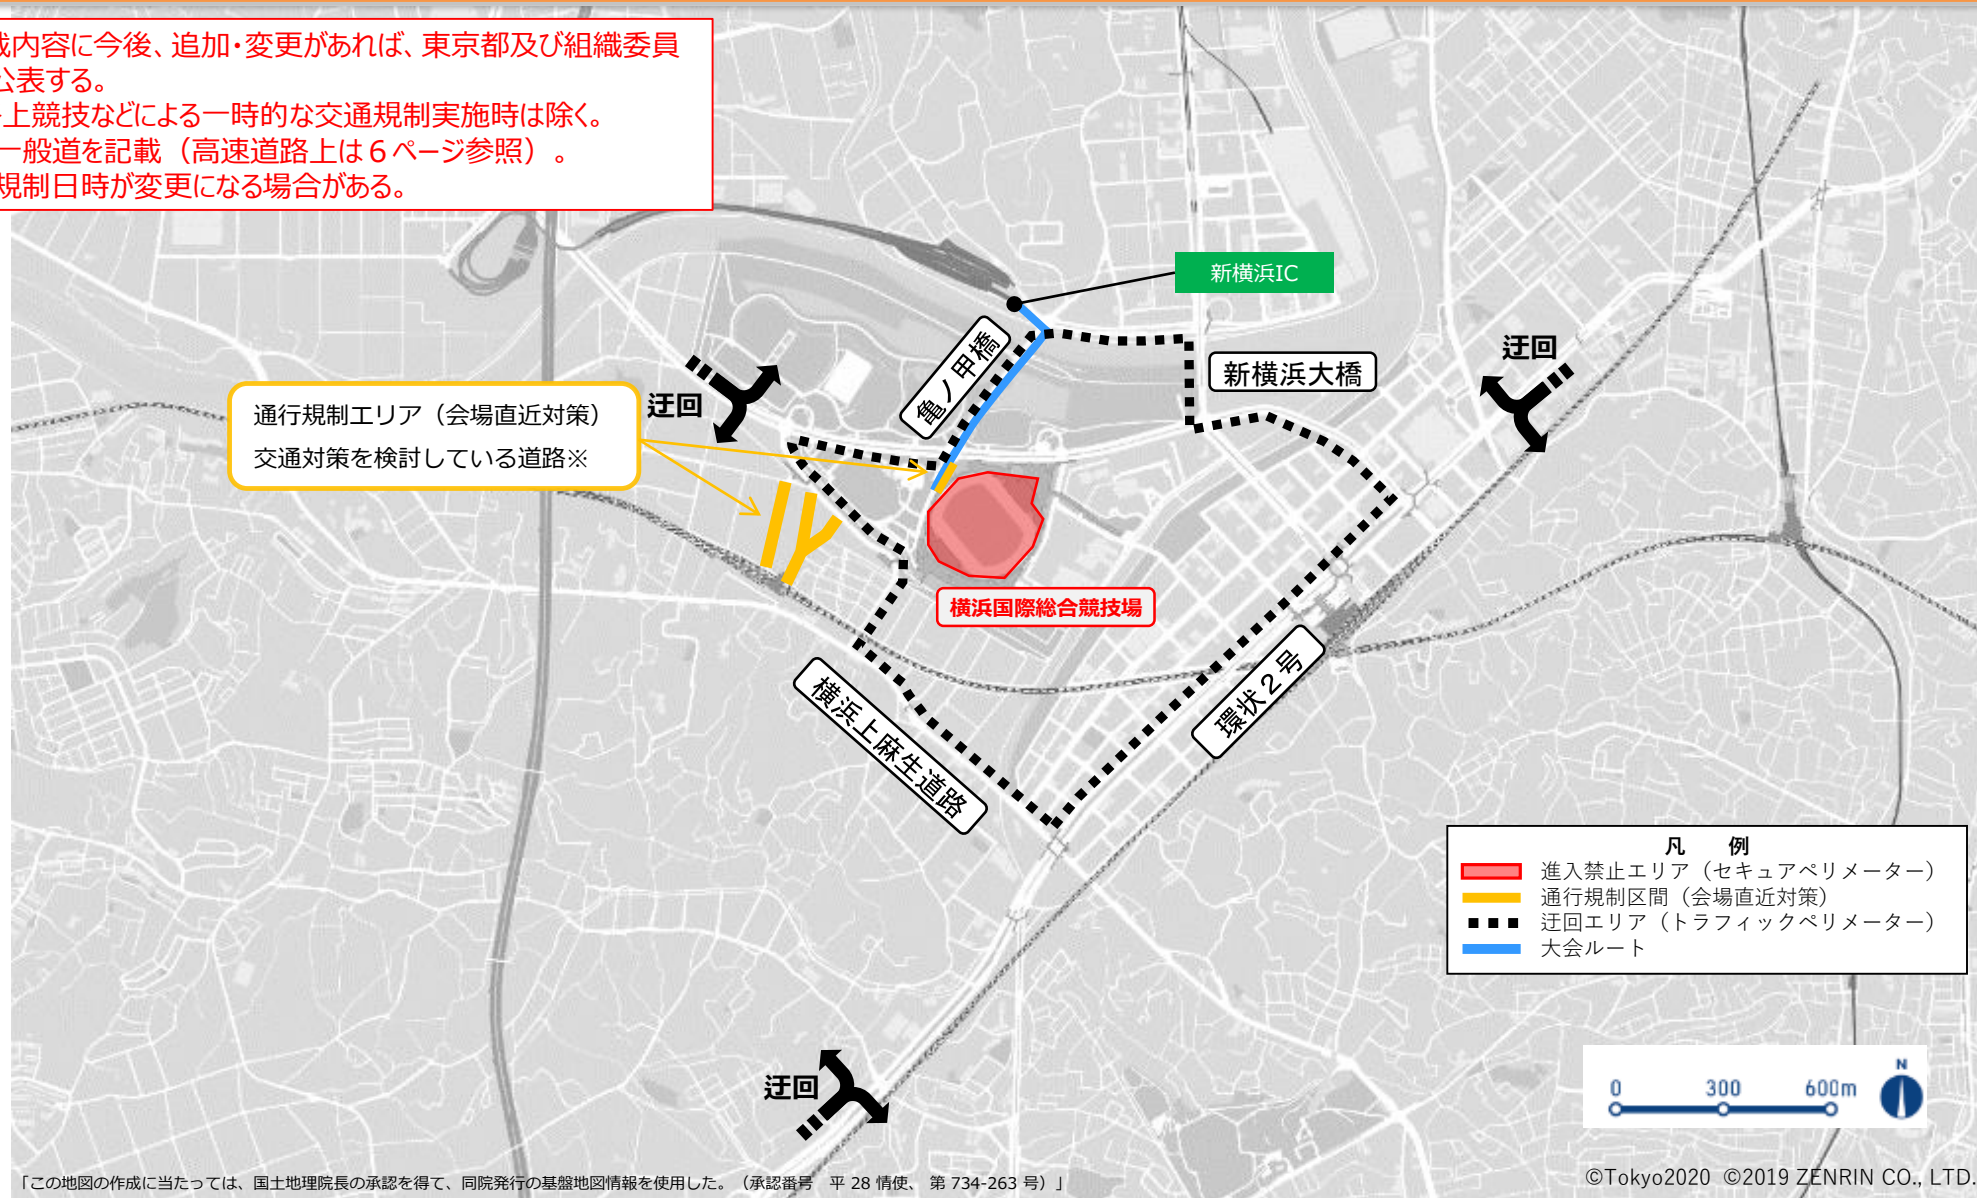 内容に今後、追加・変更があれば、東京都及び組織委員
公表する。
上競技などによる一時的な交通規制実施時は除く。
一般道を記載（高速道路上は６ページ参照）。
規制日時が変更になる場合がある。
新横浜IC
亀ノ甲橋
新横浜大橋
迂回
迂回
通行規制エリア（会場直近対策）
交通対策を検討している道路※
横浜国際総合競技場
環状２号
横浜上麻生道路
凡 例
進入禁止エリア（セキュアペリメーター）
通行規制区間（会場直近対策）
迂回エリア（トラフィックペリメーター）
大会ルート
迂回
0 300 600m
N
「この地図の作成に当たっては、国土地理院長の承認を得て、同院発行の基盤地図情報を使用した。（承認番号 平 28 情使、 第 734-263 号）」
©Tokyo2020 ©2019 ZENRIN CO., LTD.